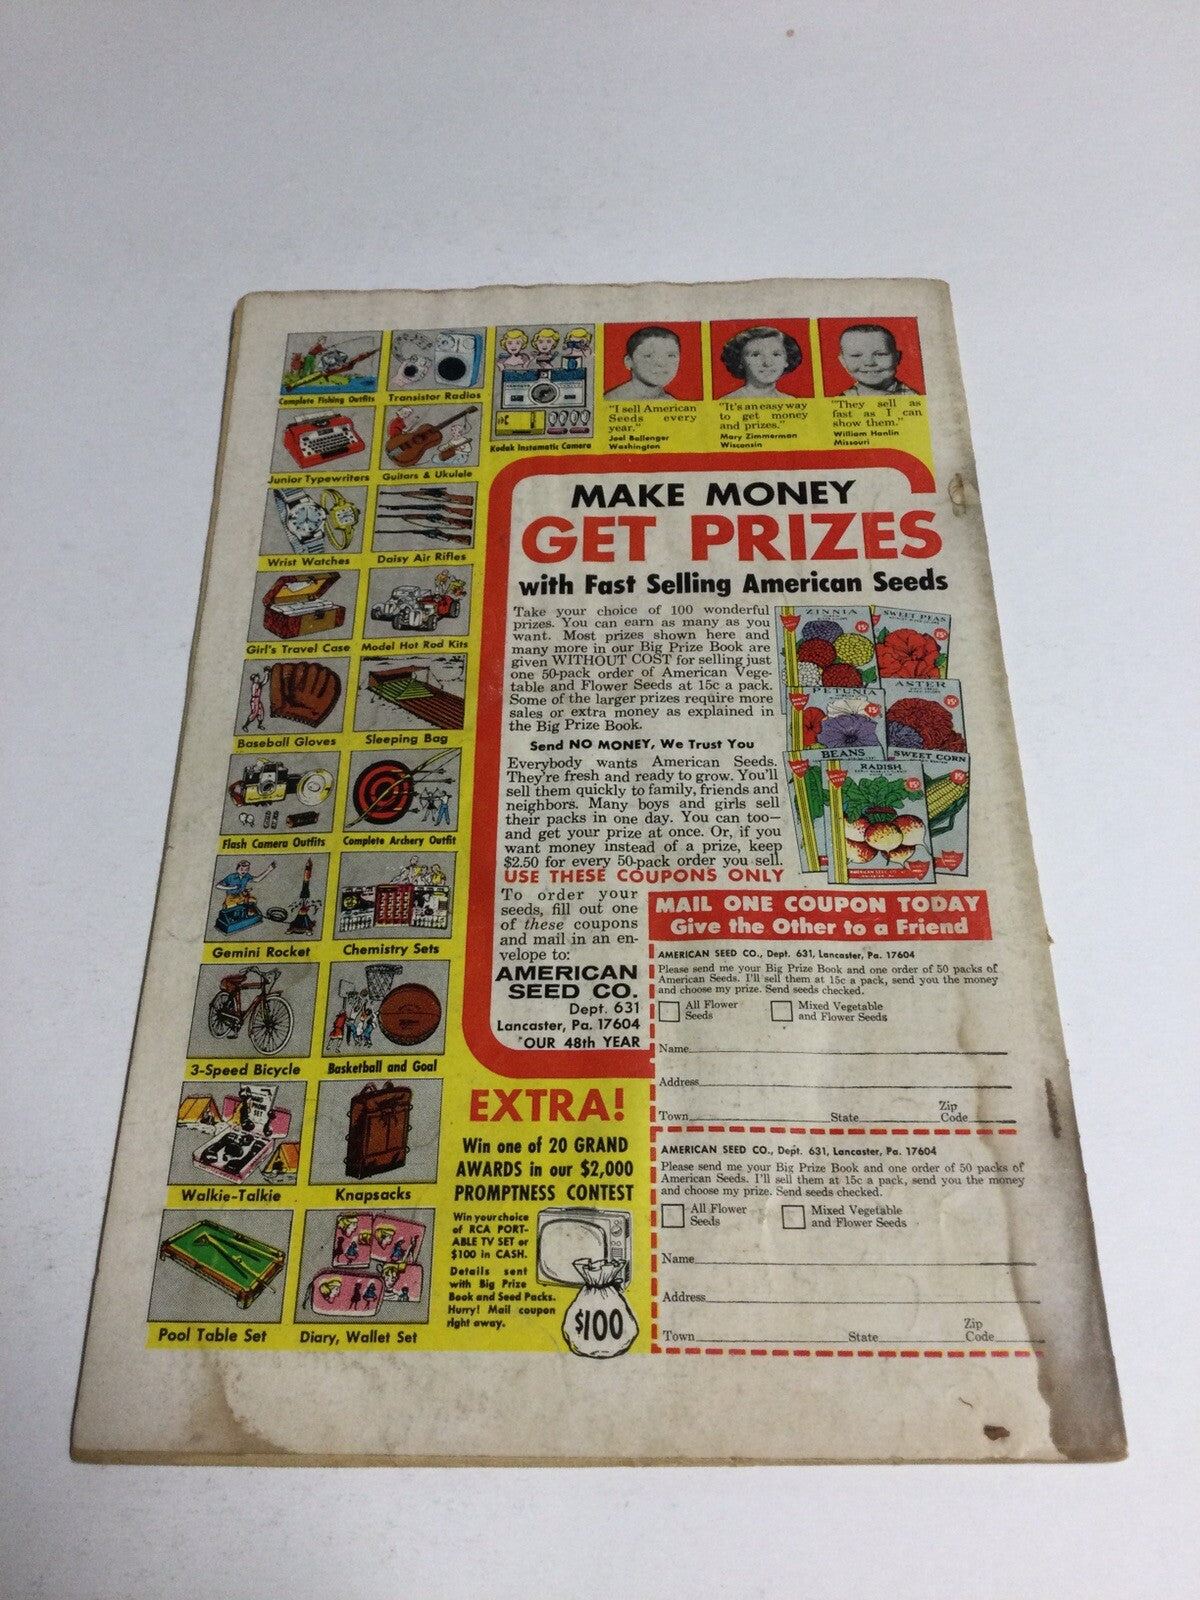 Complete Fishing Outfits
Transistor Radios
Kodak Instamatic Camera
Junior Typewriters
Guitars & Ukulele
Wrist Watches
Daisy Air Rifles
Girl's Travel Case
Model Hot Rod Kits
Baseball Gloves
Sleeping Bag
Flash Camera Outfits
Complete Archery Outfit
Gemini Rocket
Chemistry Sets
3-Speed Bicycle
Basketball and Goal
Walkie-Talkie
Knapsacks
Pool Table Set
Diary, Wallet Set
"I sell American
Seeds every
year."
Joel Ballenger
Washington
"It's an easy way
to get money
and prizes."
Mary Zimmerman
Wisconsin
"They sell as
fast as I can
show them."
William Hanlin
Missouri
MAKE MONEY
GET PRIZES
with Fast Selling American Seeds
Take your choice of 100 wonderful
prizes. You can earn as many as you
want. Most prizes shown here and
many more in our Big Prize Book are
given WITHOUT COST for selling just
one 50-pack order of American Vege-
table and Flower Seeds at 15c a pack.
Some of the larger prizes require more
sales or extra money as explained in
the Big Prize Book.
Send NO MONEY, We Trust You
Everybody wants American Seeds.
They're fresh and ready to grow. You'll
sell them quickly to family, friends and
neighbors. Many boys and girls sell
their packs in one day. You can too—
and get your prize at once. Or, if you
want money instead of a prize, keep
$2.50 for every 50-pack order you sell.
USE THESE COUPONS ONLY
ZINNIA
15¢
SWEET PEAS
15¢
PETUNIA
15¢
ASTER
15¢
BEANS
SWEET CORN
15¢
RADISH
15¢
To order your
seeds, fill out one
of these coupons
and mail in an en-
velope to:
AMERICAN
SEED CO.
Dept. 631
Lancaster, Pa. 17604
OUR 48th YEAR
MAIL ONE COUPON TODAY
Give the Other to a Friend
AMERICAN SEED CO., Dept. 631, Lancaster, Pa. 17604
Please send me your Big Prize Book and one order of 50 packs of
American Seeds. I'll sell them at 15c a pack, send you the money
and choose my prize. Send seeds checked.
All Flower
Seeds
Mixed Vegetable
and Flower Seeds
Name
Address
Town State Zip
Code
AMERICAN SEED CO., Dept. 631, Lancaster, Pa. 17604
Please send me your Big Prize Book and one order of 50 packs of
American Seeds. I'll sell them at 15c a pack, send you the money
and choose my prize. Send seeds checked.
All Flower
Seeds
Mixed Vegetable
and Flower Seeds
Name
Address
Town State Zip
Code
EXTRA!
Win one of 20 GRAND
AWARDS in our $2,000
PROMPTNESS CONTEST
Win your choice
of RCA PORT-
ABLE TV SET or
$100 in CASH.
Details sent
with Big Prize
Book and Seed Packs.
Hurry! Mail coupon
right away.
$100